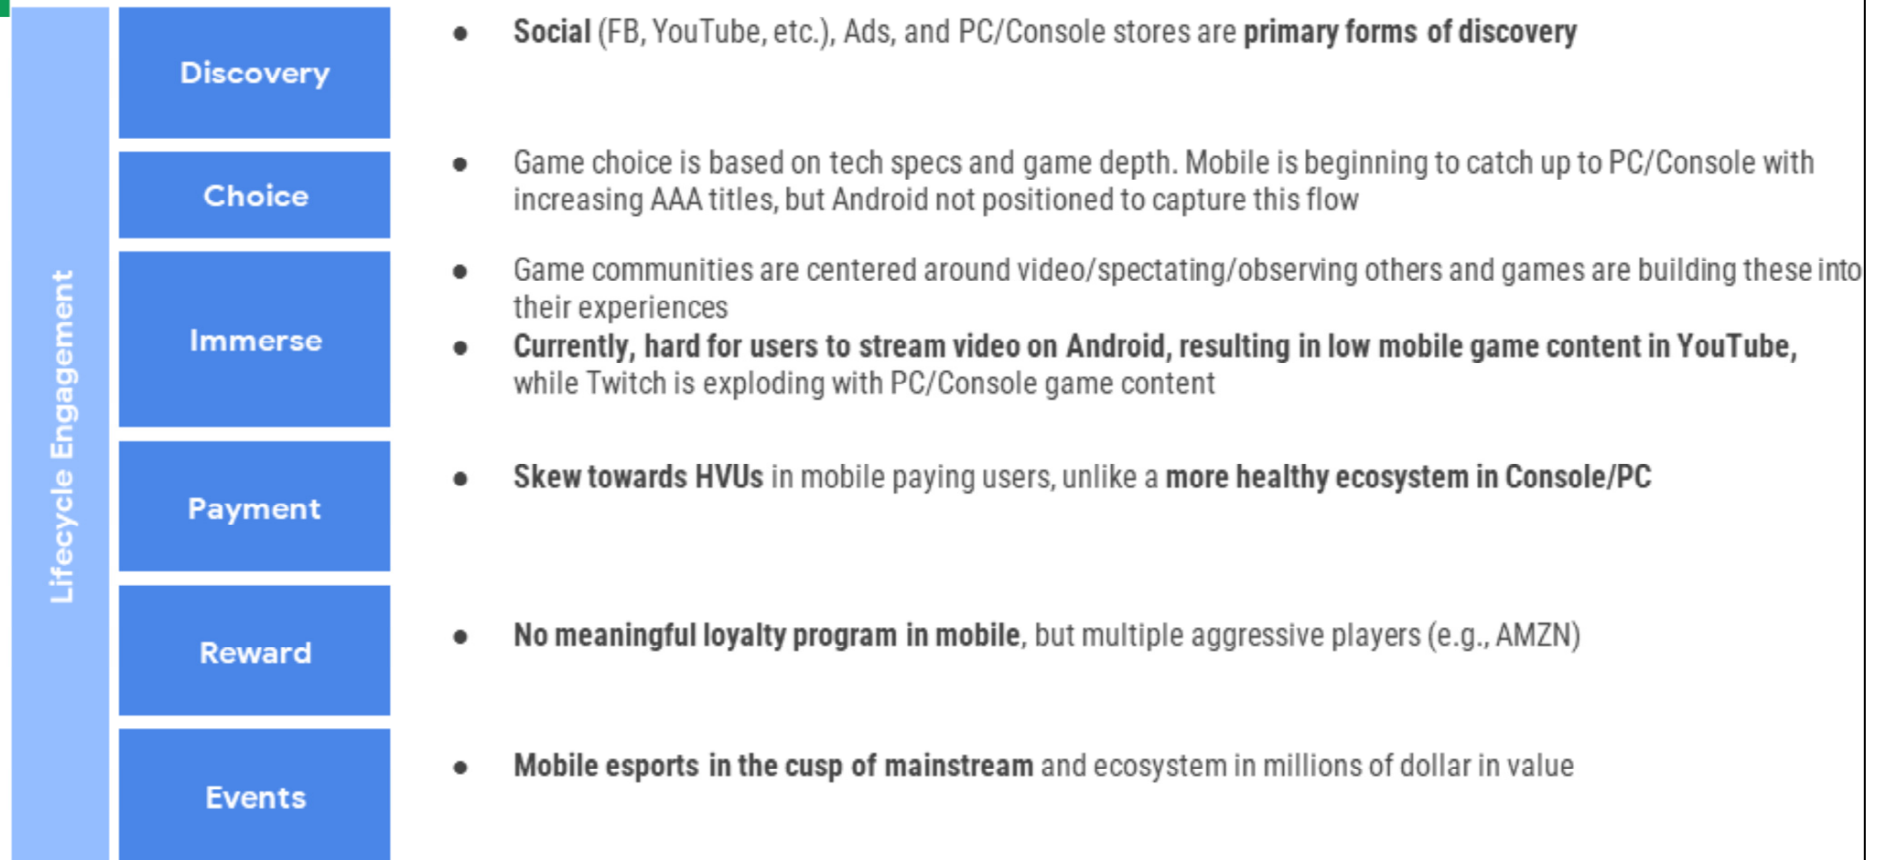 Lifecycle Engagement
Discovery
● Social (FB, YouTube, etc.), Ads, and PC/Console stores are primary forms of discovery
Choice
● Game choice is based on tech specs and game depth. Mobile is beginning to catch up to PC/Console with
increasing AAA titles, but Android not positioned to capture this flow
Immerse
● Game communities are centered around video/spectating/observing others and games are building these into
their experiences
● Currently, hard for users to stream video on Android, resulting in low mobile game content in YouTube,
while Twitch is exploding with PC/Console game content
Payment
● Skew towards HVUs in mobile paying users, unlike a more healthy ecosystem in Console/PC
Reward
● No meaningful loyalty program in mobile, but multiple aggressive players (e.g., AMZN)
Events
● Mobile esports in the cusp of mainstream and ecosystem in millions of dollar in value